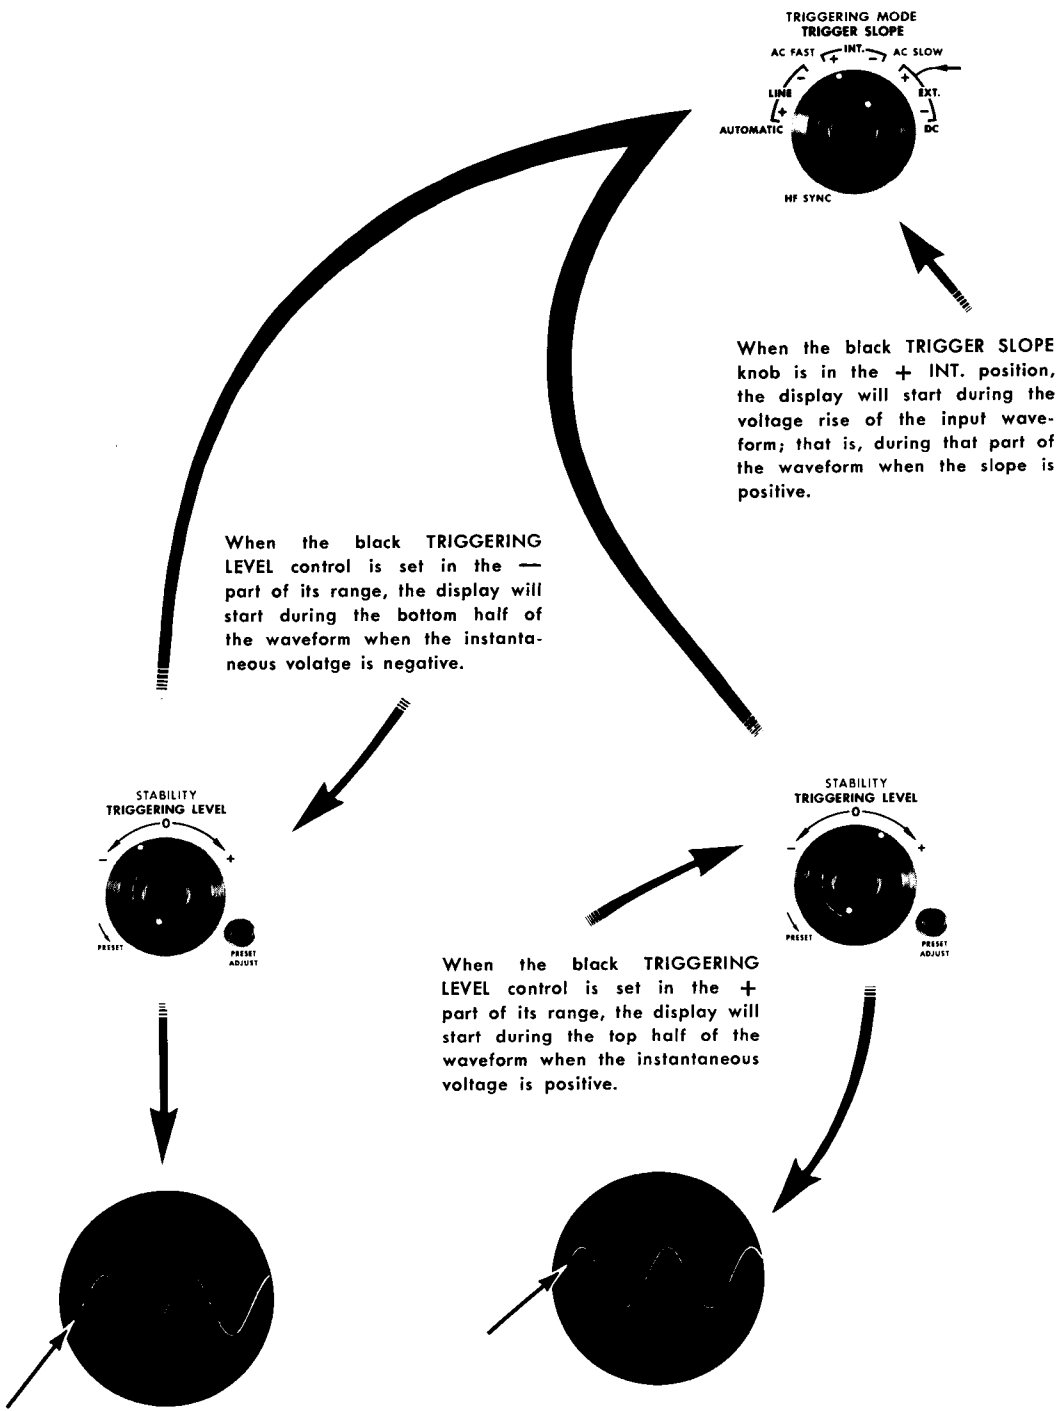 TRIGGERING MODE
TRIGGER SLOPE
AC FAST + INT. − AC SLOW
− +
LINE EXT.
+ −
AUTOMATIC DC
HF SYNC
When the black TRIGGER SLOPE
knob is in the + INT. position,
the display will start during the
voltage rise of the input wave-
form; that is, during that part of
the waveform when the slope is
positive.
When the black TRIGGERING
LEVEL control is set in the —
part of its range, the display will
start during the bottom half of
the waveform when the instanta-
neous volatge is negative.
STABILITY
TRIGGERING LEVEL
0
− +
PRESET
PRESET
ADJUST
STABILITY
TRIGGERING LEVEL
0
− +
PRESET
PRESET
ADJUST
When the black TRIGGERING
LEVEL control is set in the +
part of its range, the display will
start during the top half of the
waveform when the instantaneous
voltage is positive.